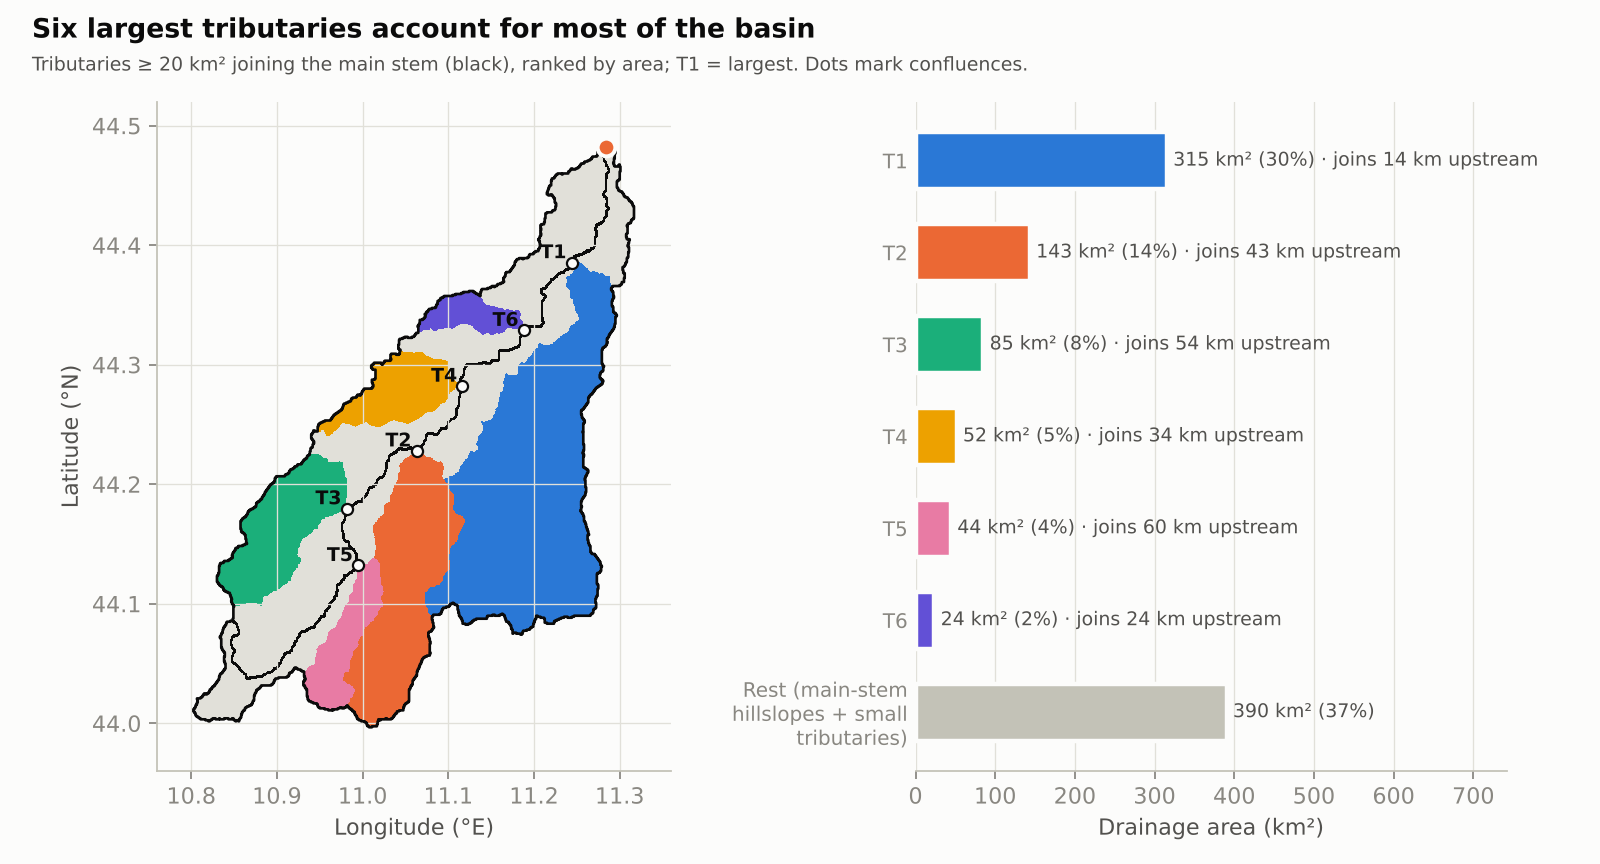 Six largest tributaries account for most of the basin
Tributaries ≥ 20 km² joining the main stem (black), ranked by area; T1 = largest. Dots mark confluences.
44.5
44.4
44.3
44.2
44.1
44.0
Latitude (°N)
T1
T6
T4
T2
T3
T5
10.8
10.9
11.0
11.1
11.2
11.3
Longitude (°E)
T1
315 km² (30%) · joins 14 km upstream
T2
143 km² (14%) · joins 43 km upstream
T3
85 km² (8%) · joins 54 km upstream
T4
52 km² (5%) · joins 34 km upstream
T5
44 km² (4%) · joins 60 km upstream
T6
24 km² (2%) · joins 24 km upstream
Rest (main-stem
hillslopes + small
tributaries)
390 km² (37%)
0
100
200
300
400
500
600
700
Drainage area (km²)